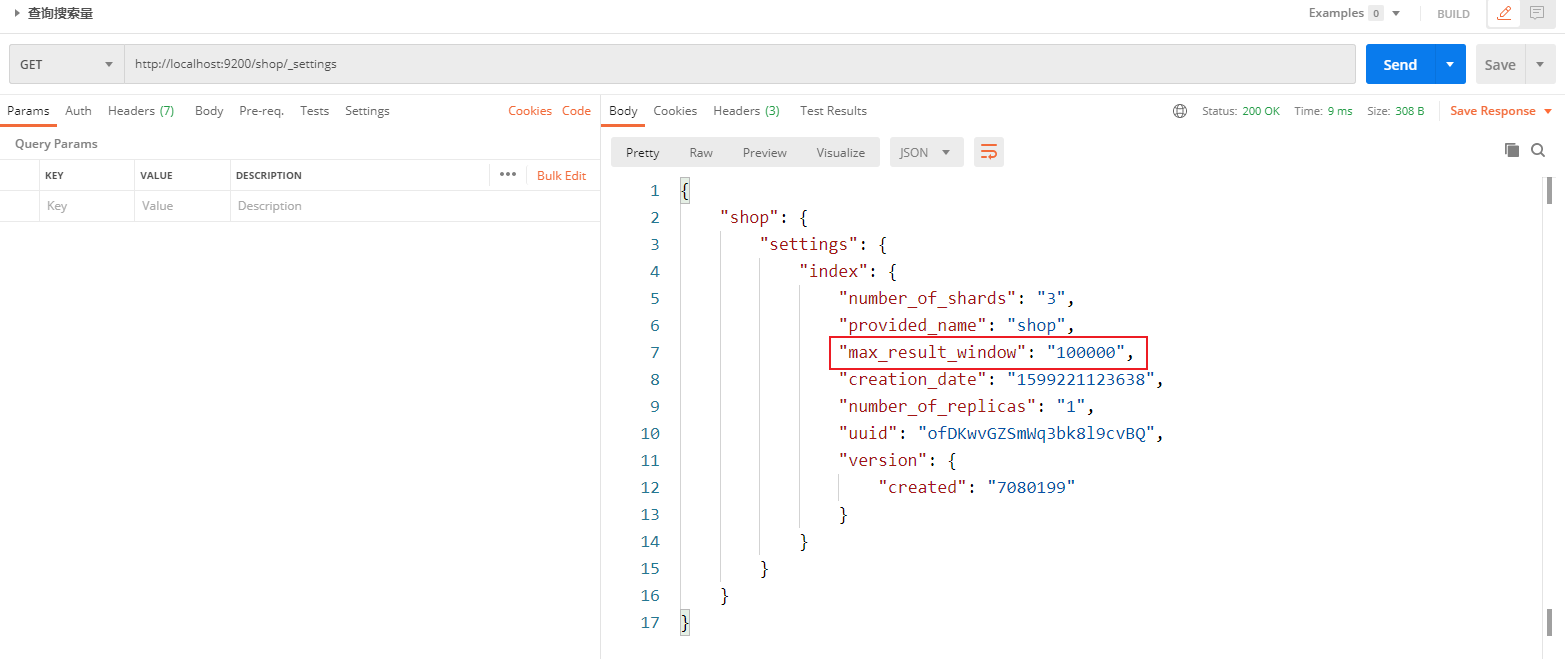 查询搜索量
Examples 0 BUILD
GET http://localhost:9200/shop/_settings Send Save
Params Auth Headers (7) Body Pre-req. Tests Settings Cookies Code
Body Cookies Headers (3) Test Results Status: 200 OK Time: 9 ms Size: 308 B Save Response
Query Params
KEY VALUE DESCRIPTION ••• Bulk Edit
Key Value Description
Pretty Raw Preview Visualize JSON
1 {
2 "shop": {
3 "settings": {
4 "index": {
5 "number_of_shards": "3",
6 "provided_name": "shop",
7 "max_result_window": "100000",
8 "creation_date": "1599221123638",
9 "number_of_replicas": "1",
10 "uuid": "ofDKwvGZSmWq3bk8l9cvBQ",
11 "version": {
12 "created": "7080199"
13 }
14 }
15 }
16 }
17 }